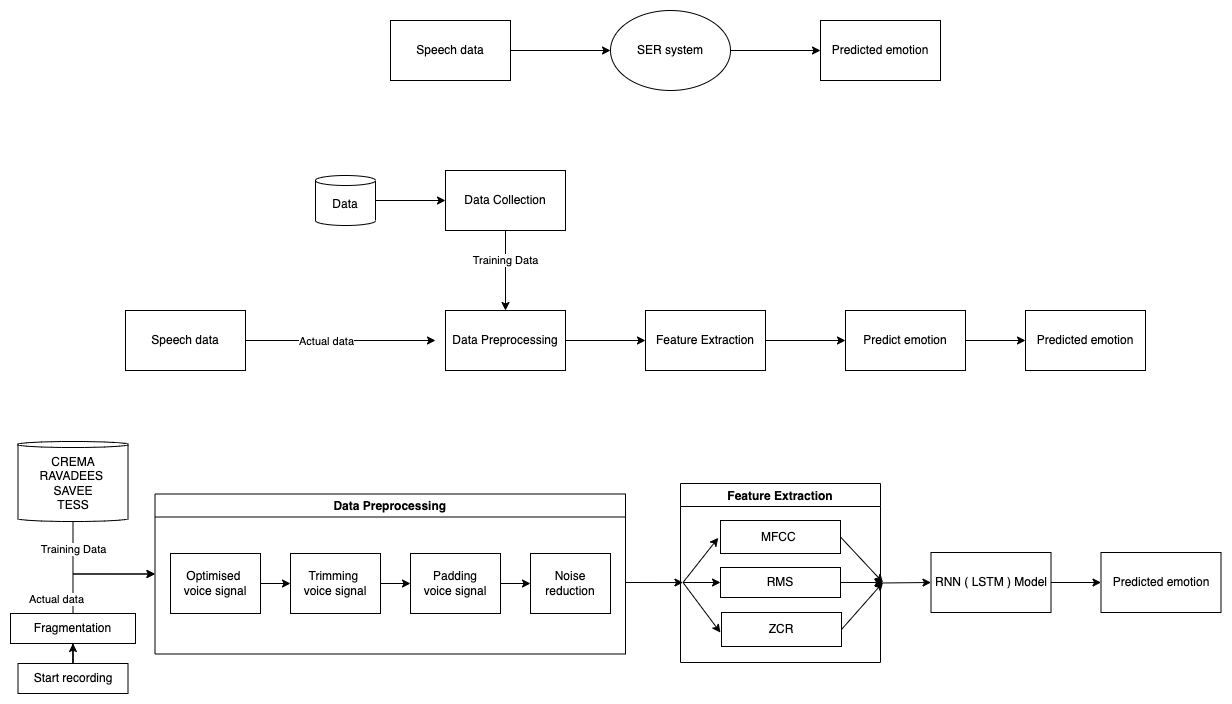 Speech data
SER system
Predicted emotion
Data
Data Collection
Training Data
Speech data
Actual data
Data Preprocessing
Feature Extraction
Predict emotion
Predicted emotion
CREMA
RAVADEES
SAVEE
TESS
Training Data
Actual data
Fragmentation
Start recording
Data Preprocessing
Optimised
voice signal
Trimming
voice signal
Padding
voice signal
Noise
reduction
Feature Extraction
MFCC
RMS
ZCR
RNN ( LSTM ) Model
Predicted emotion